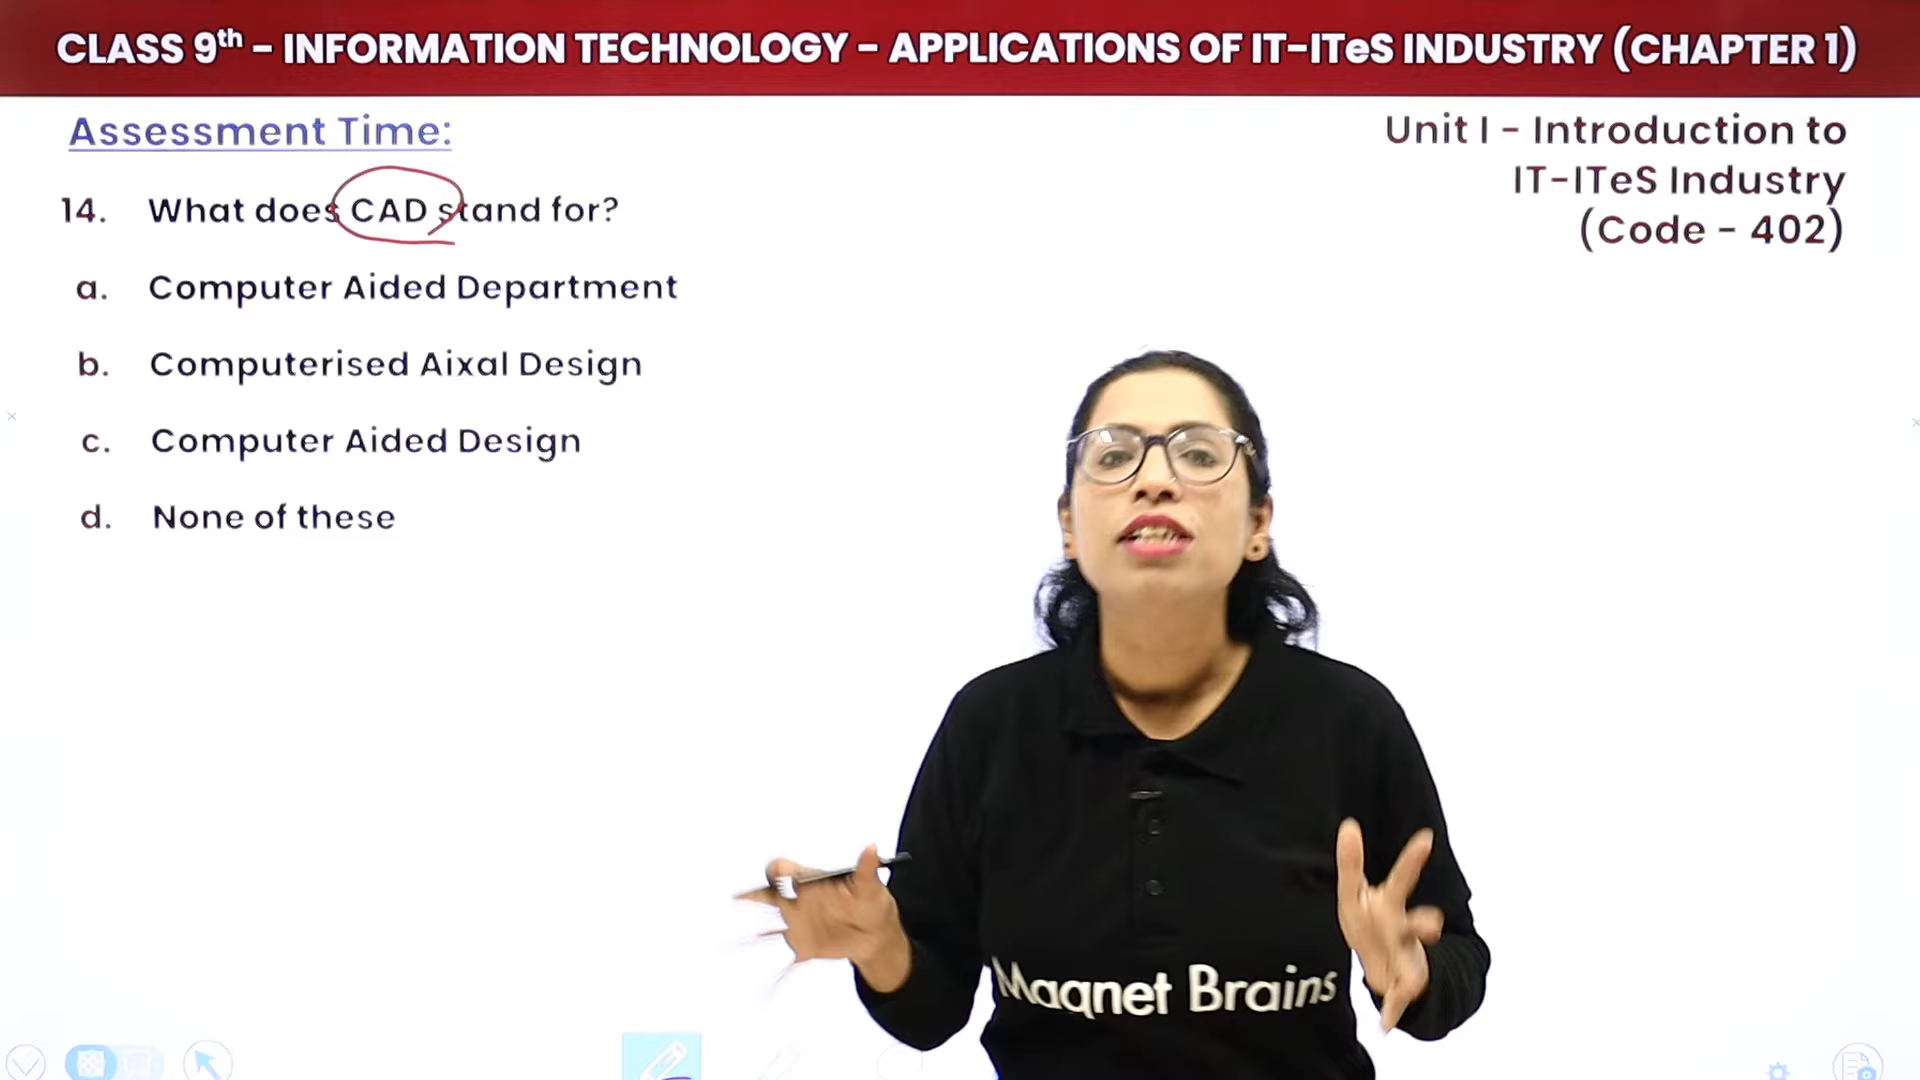 CLASS 9th – INFORMATION TECHNOLOGY – APPLICATIONS OF IT-ITeS INDUSTRY (CHAPTER 1)
Assessment Time:
Unit I – Introduction to
IT-ITeS Industry
(Code – 402)
14. What does CAD stand for?
a. Computer Aided Department
b. Computerised Aixal Design
c. Computer Aided Design
d. None of these
Magnet Brains